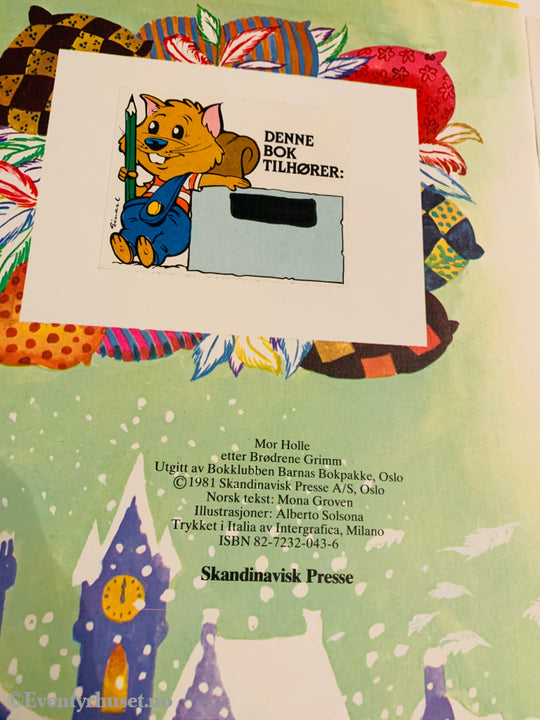 DENNE
BOK
TILHØRER:
Mor Holle
etter Brødrene Grimm
Utgitt av Bokklubben Barnas Bokpakke, Oslo
©1981 Skandinavisk Presse A/S, Oslo
Norsk tekst: Mona Groven
Illustrasjoner: Alberto Solsona
Trykket i Italia av Intergrafica, Milano
ISBN 82-7232-043-6
Skandinavisk Presse
©Eventyrhuset.no